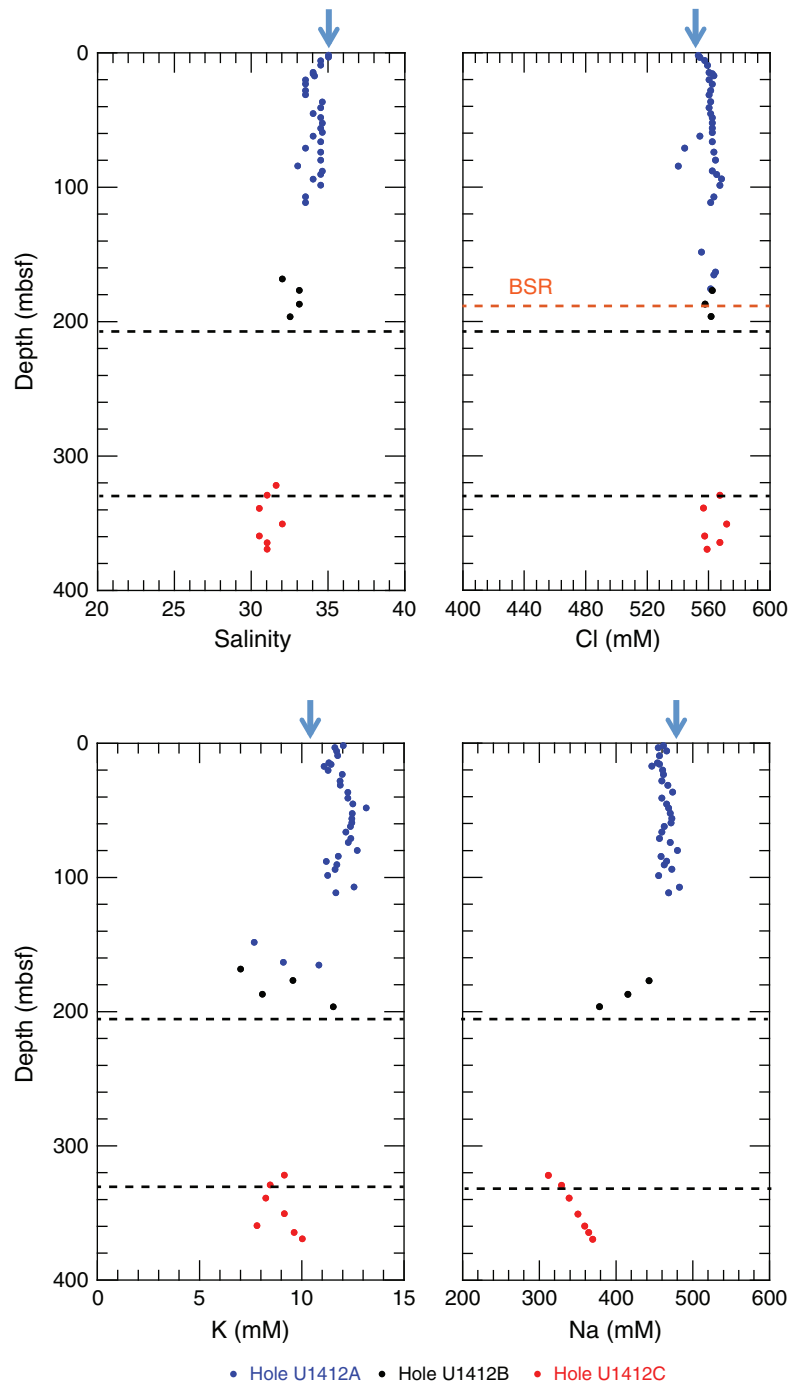 0
100
200
300
400
Depth (mbsf)
20 25 30 35 40
Salinity
BSR
400 440 480 520 560 600
Cl (mM)
0
100
200
300
400
Depth (mbsf)
0 5 10 15
K (mM)
200 300 400 500 600
Na (mM)
Hole U1412A Hole U1412B Hole U1412C